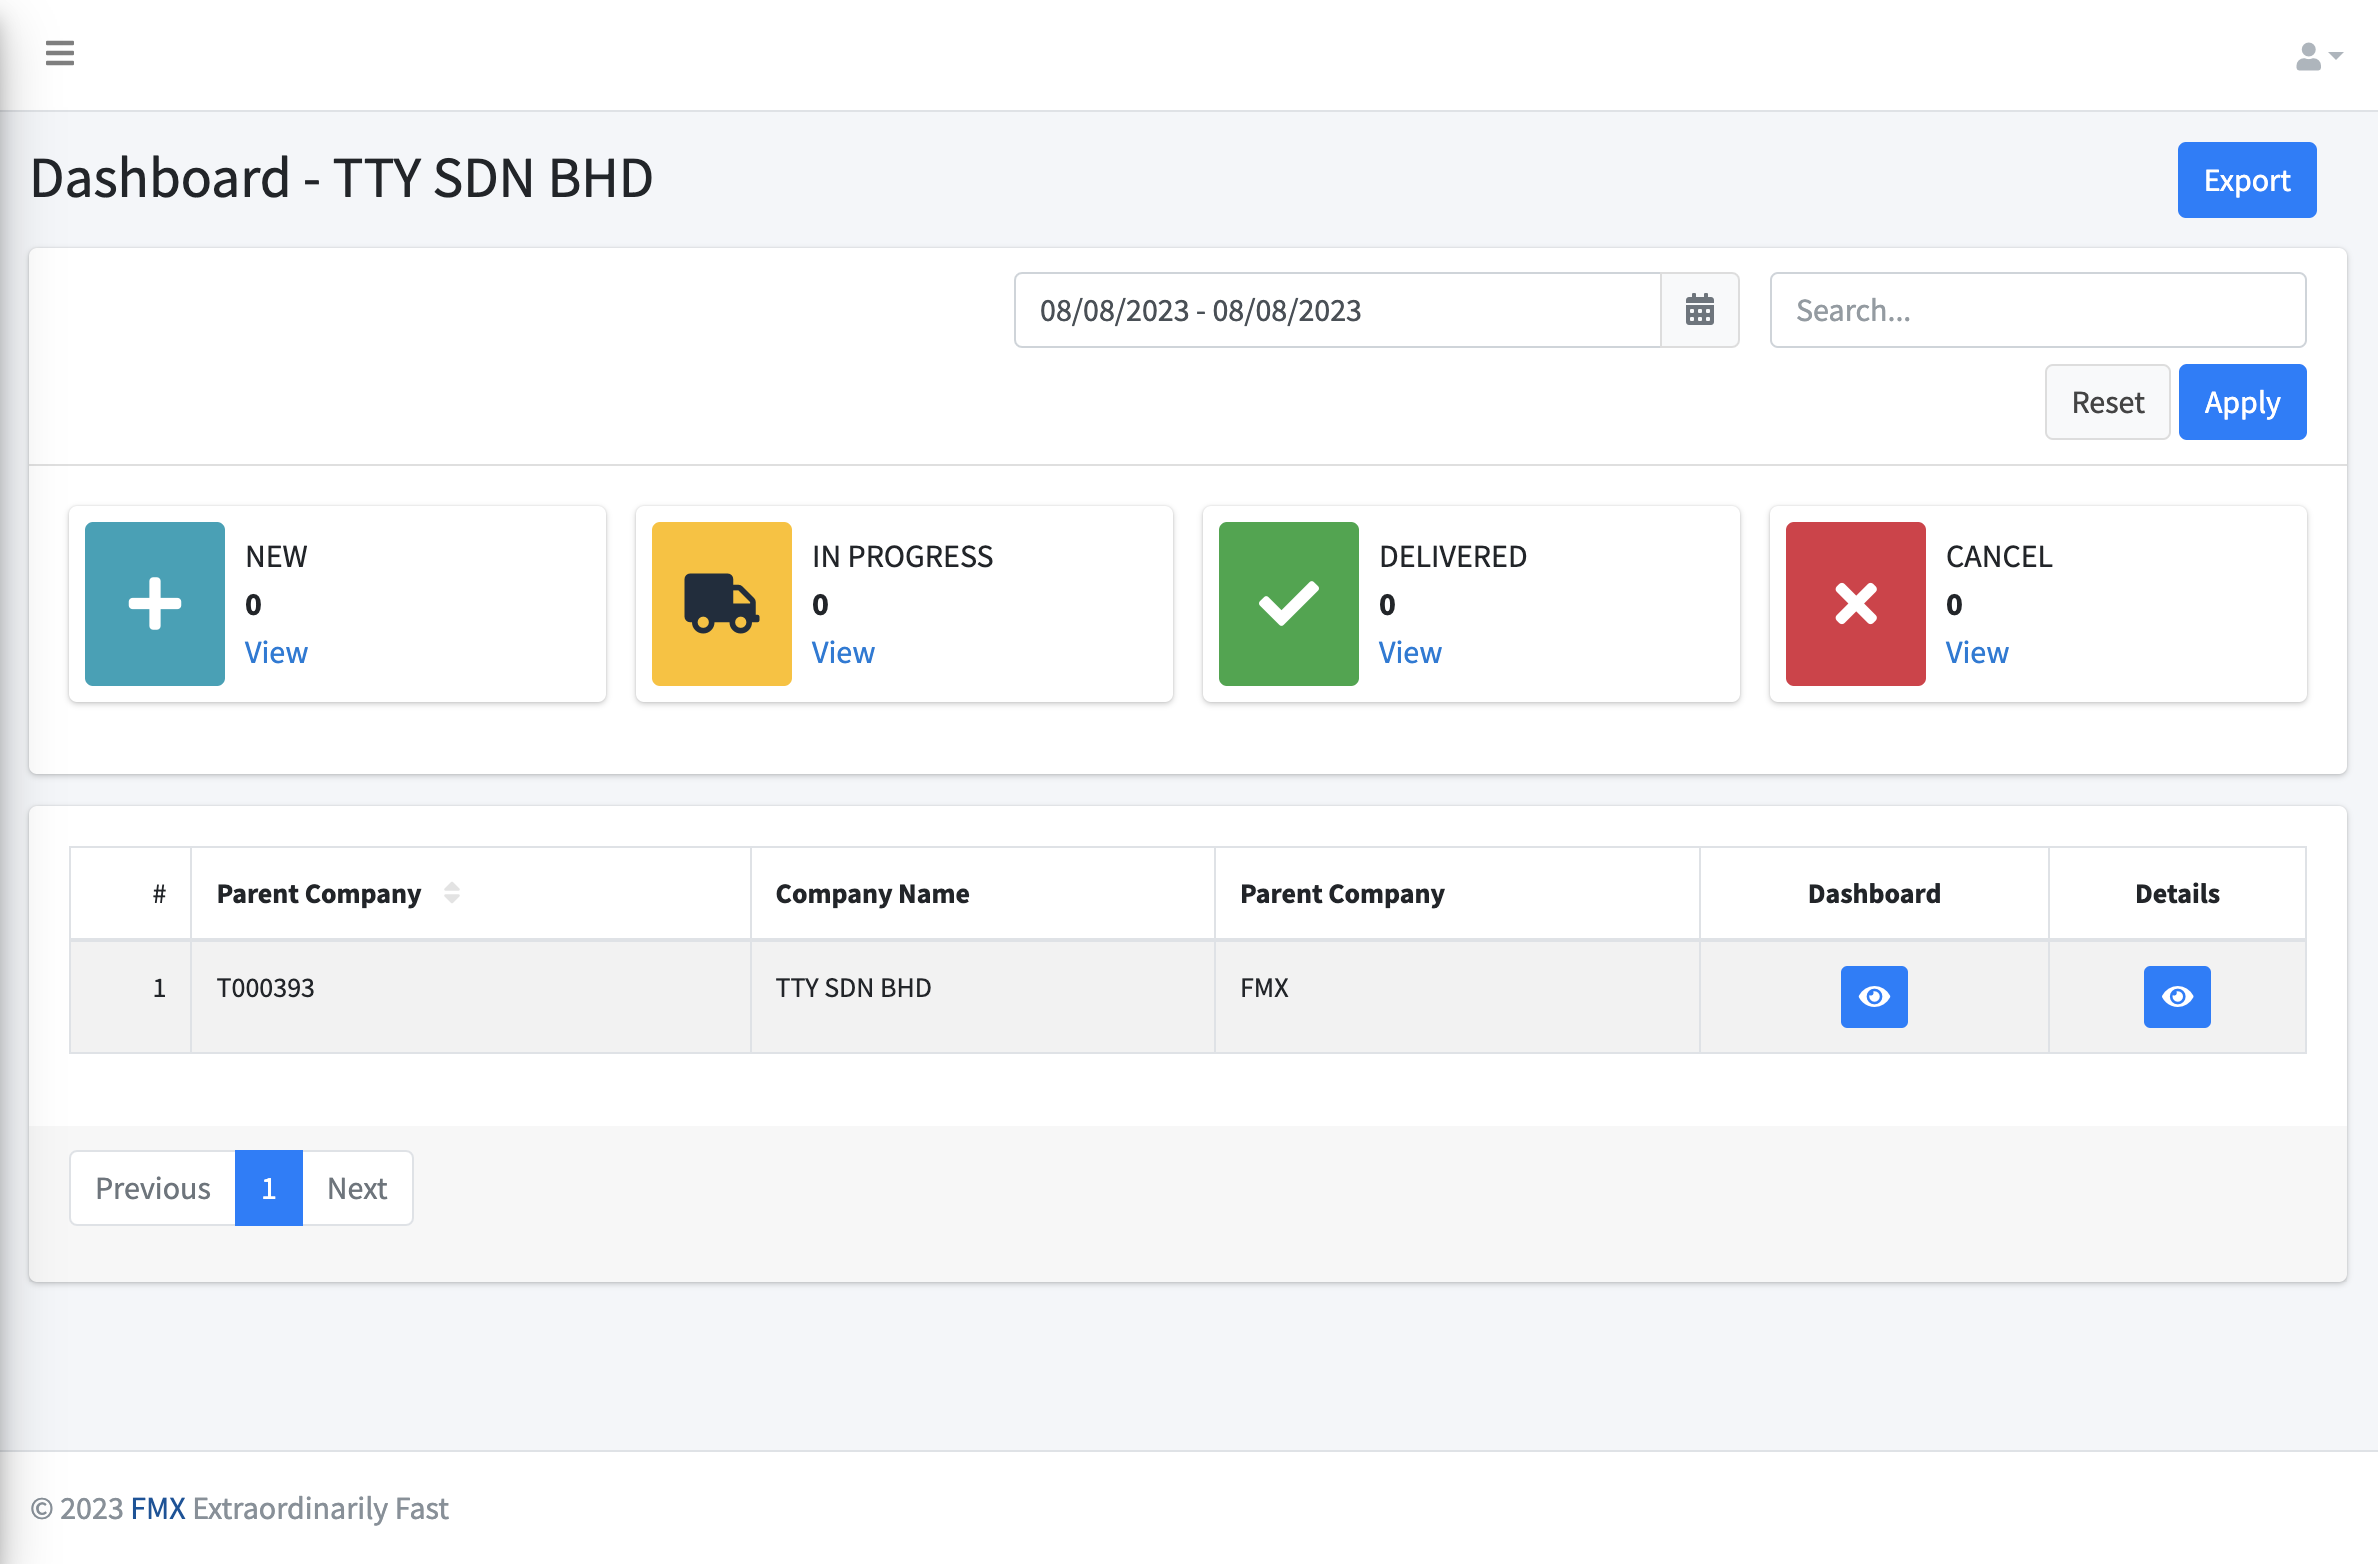 Dashboard - TTY SDN BHD
Export
08/08/2023 - 08/08/2023
Search...
Reset
Apply
NEW
0
View
IN PROGRESS
0
View
DELIVERED
0
View
CANCEL
0
View
# Parent Company Company Name Parent Company Dashboard Details
1 T000393 TTY SDN BHD FMX
Previous 1 Next
© 2023 FMX Extraordinarily Fast